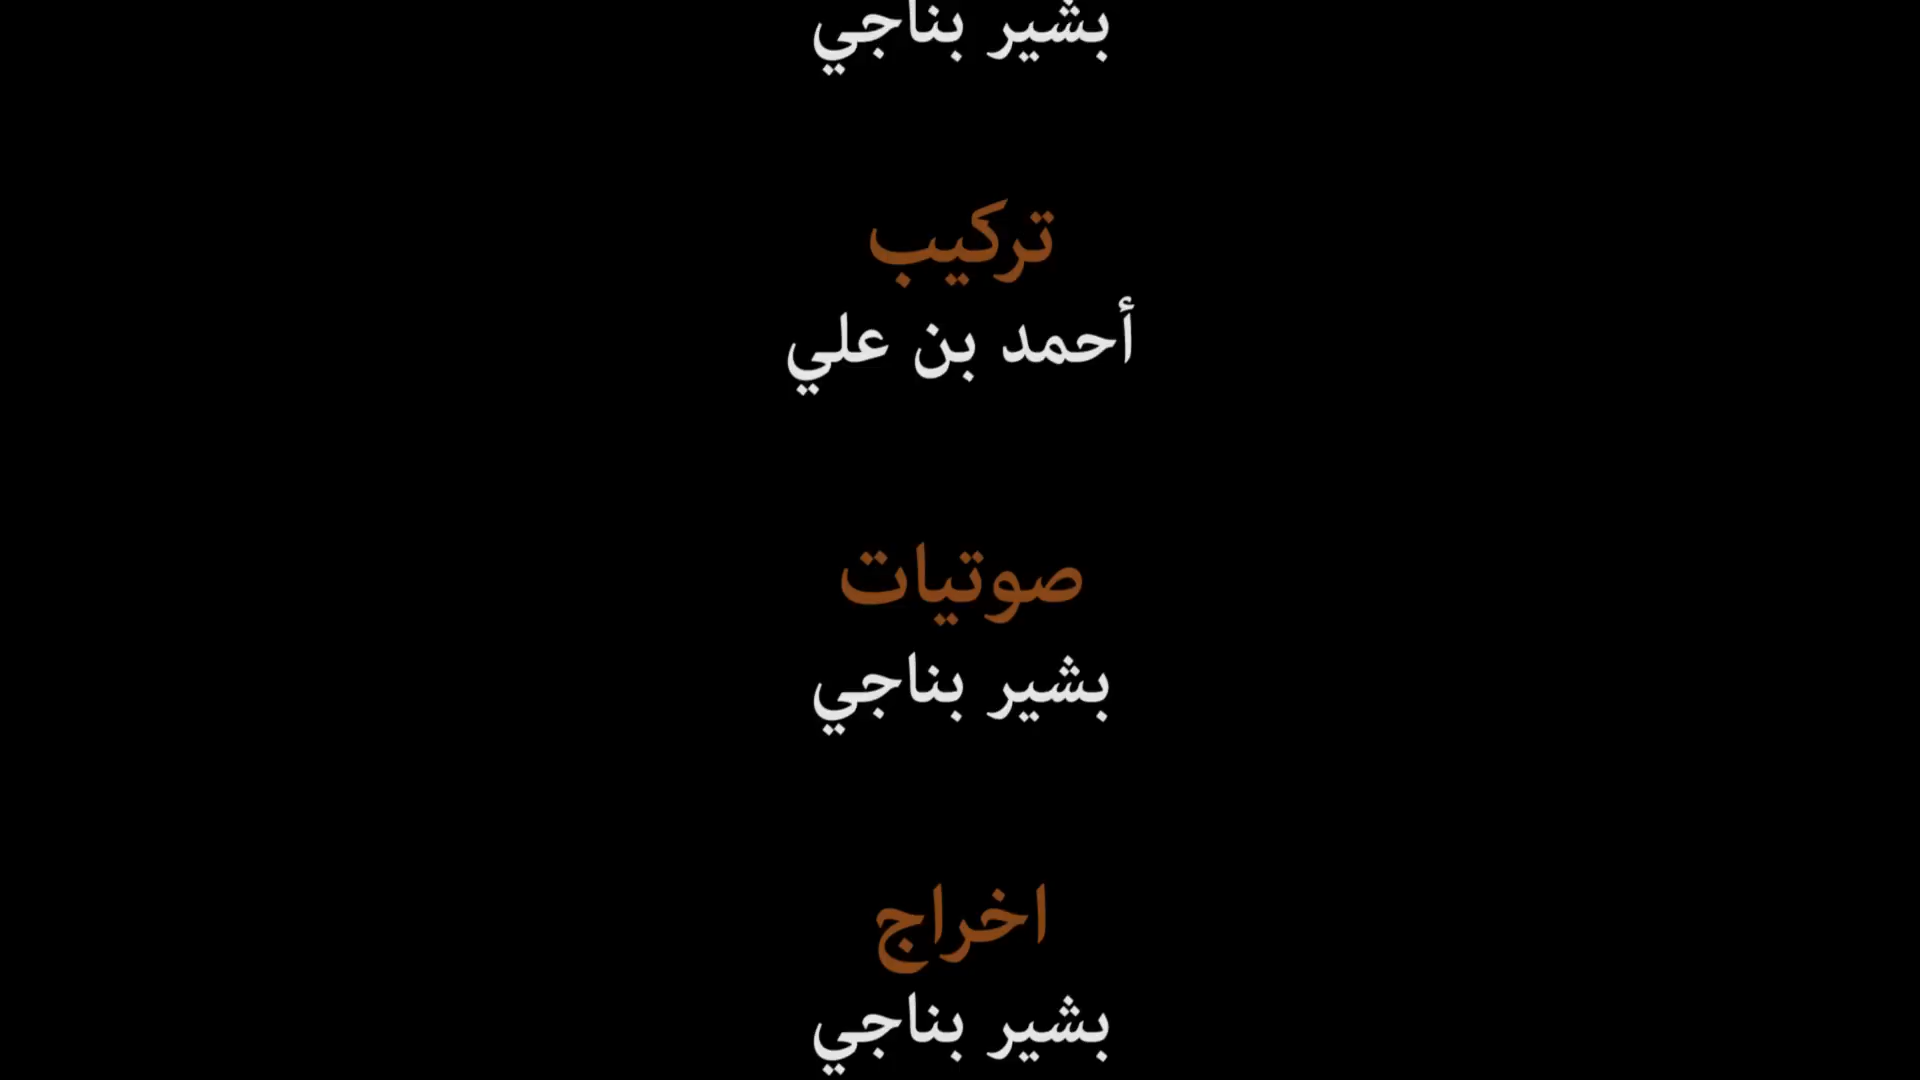 بشير بناجي
تركيب
أحمد بن علي
صوتيات
بشير بناجي
اخراج
بشير بناجي